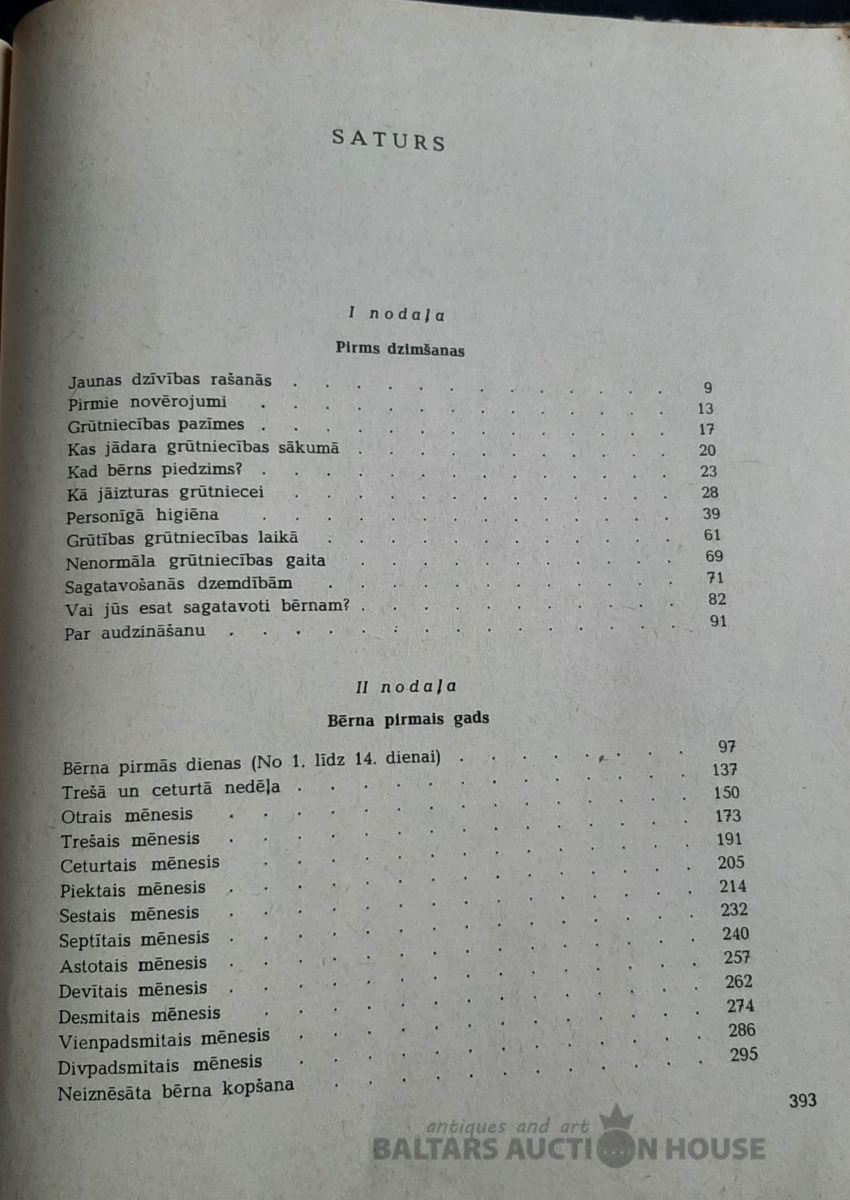 SATURS
I nodaļa
Pirms dzimšanas
Jaunas dzīvības rašanās . . . . . . . . . . . . 9
Pirmie novērojumi . . . . . . . . . . . . . 13
Grūtniecības pazīmes . . . . . . . . . . . . . 17
Kas jādara grūtniecības sākumā . . . . . . . . . . 20
Kad bērns piedzims? . . . . . . . . . . . . . 23
Kā jāizturas grūtniecei . . . . . . . . . . . . 28
Personīgā higiēna . . . . . . . . . . . . . 39
Grūtības grūtniecības laikā . . . . . . . . . . . 61
Nenormāla grūtniecības gaita . . . . . . . . . . 69
Sagatavošanās dzemdībām . . . . . . . . . . . 71
Vai jūs esat sagatavoti bērnam? . . . . . . . . . . 82
Par audzināšanu . . . . . . . . . . . . . . 91
II nodaļa
Bērna pirmais gads
Bērna pirmās dienas (No 1. līdz 14. dienai) . . . . . . . 97
Trešā un ceturtā nedēļa . . . . . . . . . . . . 137
Otrais mēnesis . . . . . . . . . . . . . . 150
Trešais mēnesis . . . . . . . . . . . . . . 173
Ceturtais mēnesis . . . . . . . . . . . . . 191
Piektais mēnesis . . . . . . . . . . . . . . 205
Sestais mēnesis . . . . . . . . . . . . . . 214
Septītais mēnesis . . . . . . . . . . . . . . 232
Astotais mēnesis . . . . . . . . . . . . . . 240
Devītais mēnesis . . . . . . . . . . . . . . 257
Desmitais mēnesis . . . . . . . . . . . . . 262
Vienpadsmitais mēnesis . . . . . . . . . . . . 274
Divpadsmitais mēnesis . . . . . . . . . . . . 286
Neiznēsāta bērna kopšana . . . . . . . . . . . 295
393
antiques and art
BALTARS AUCTION HOUSE